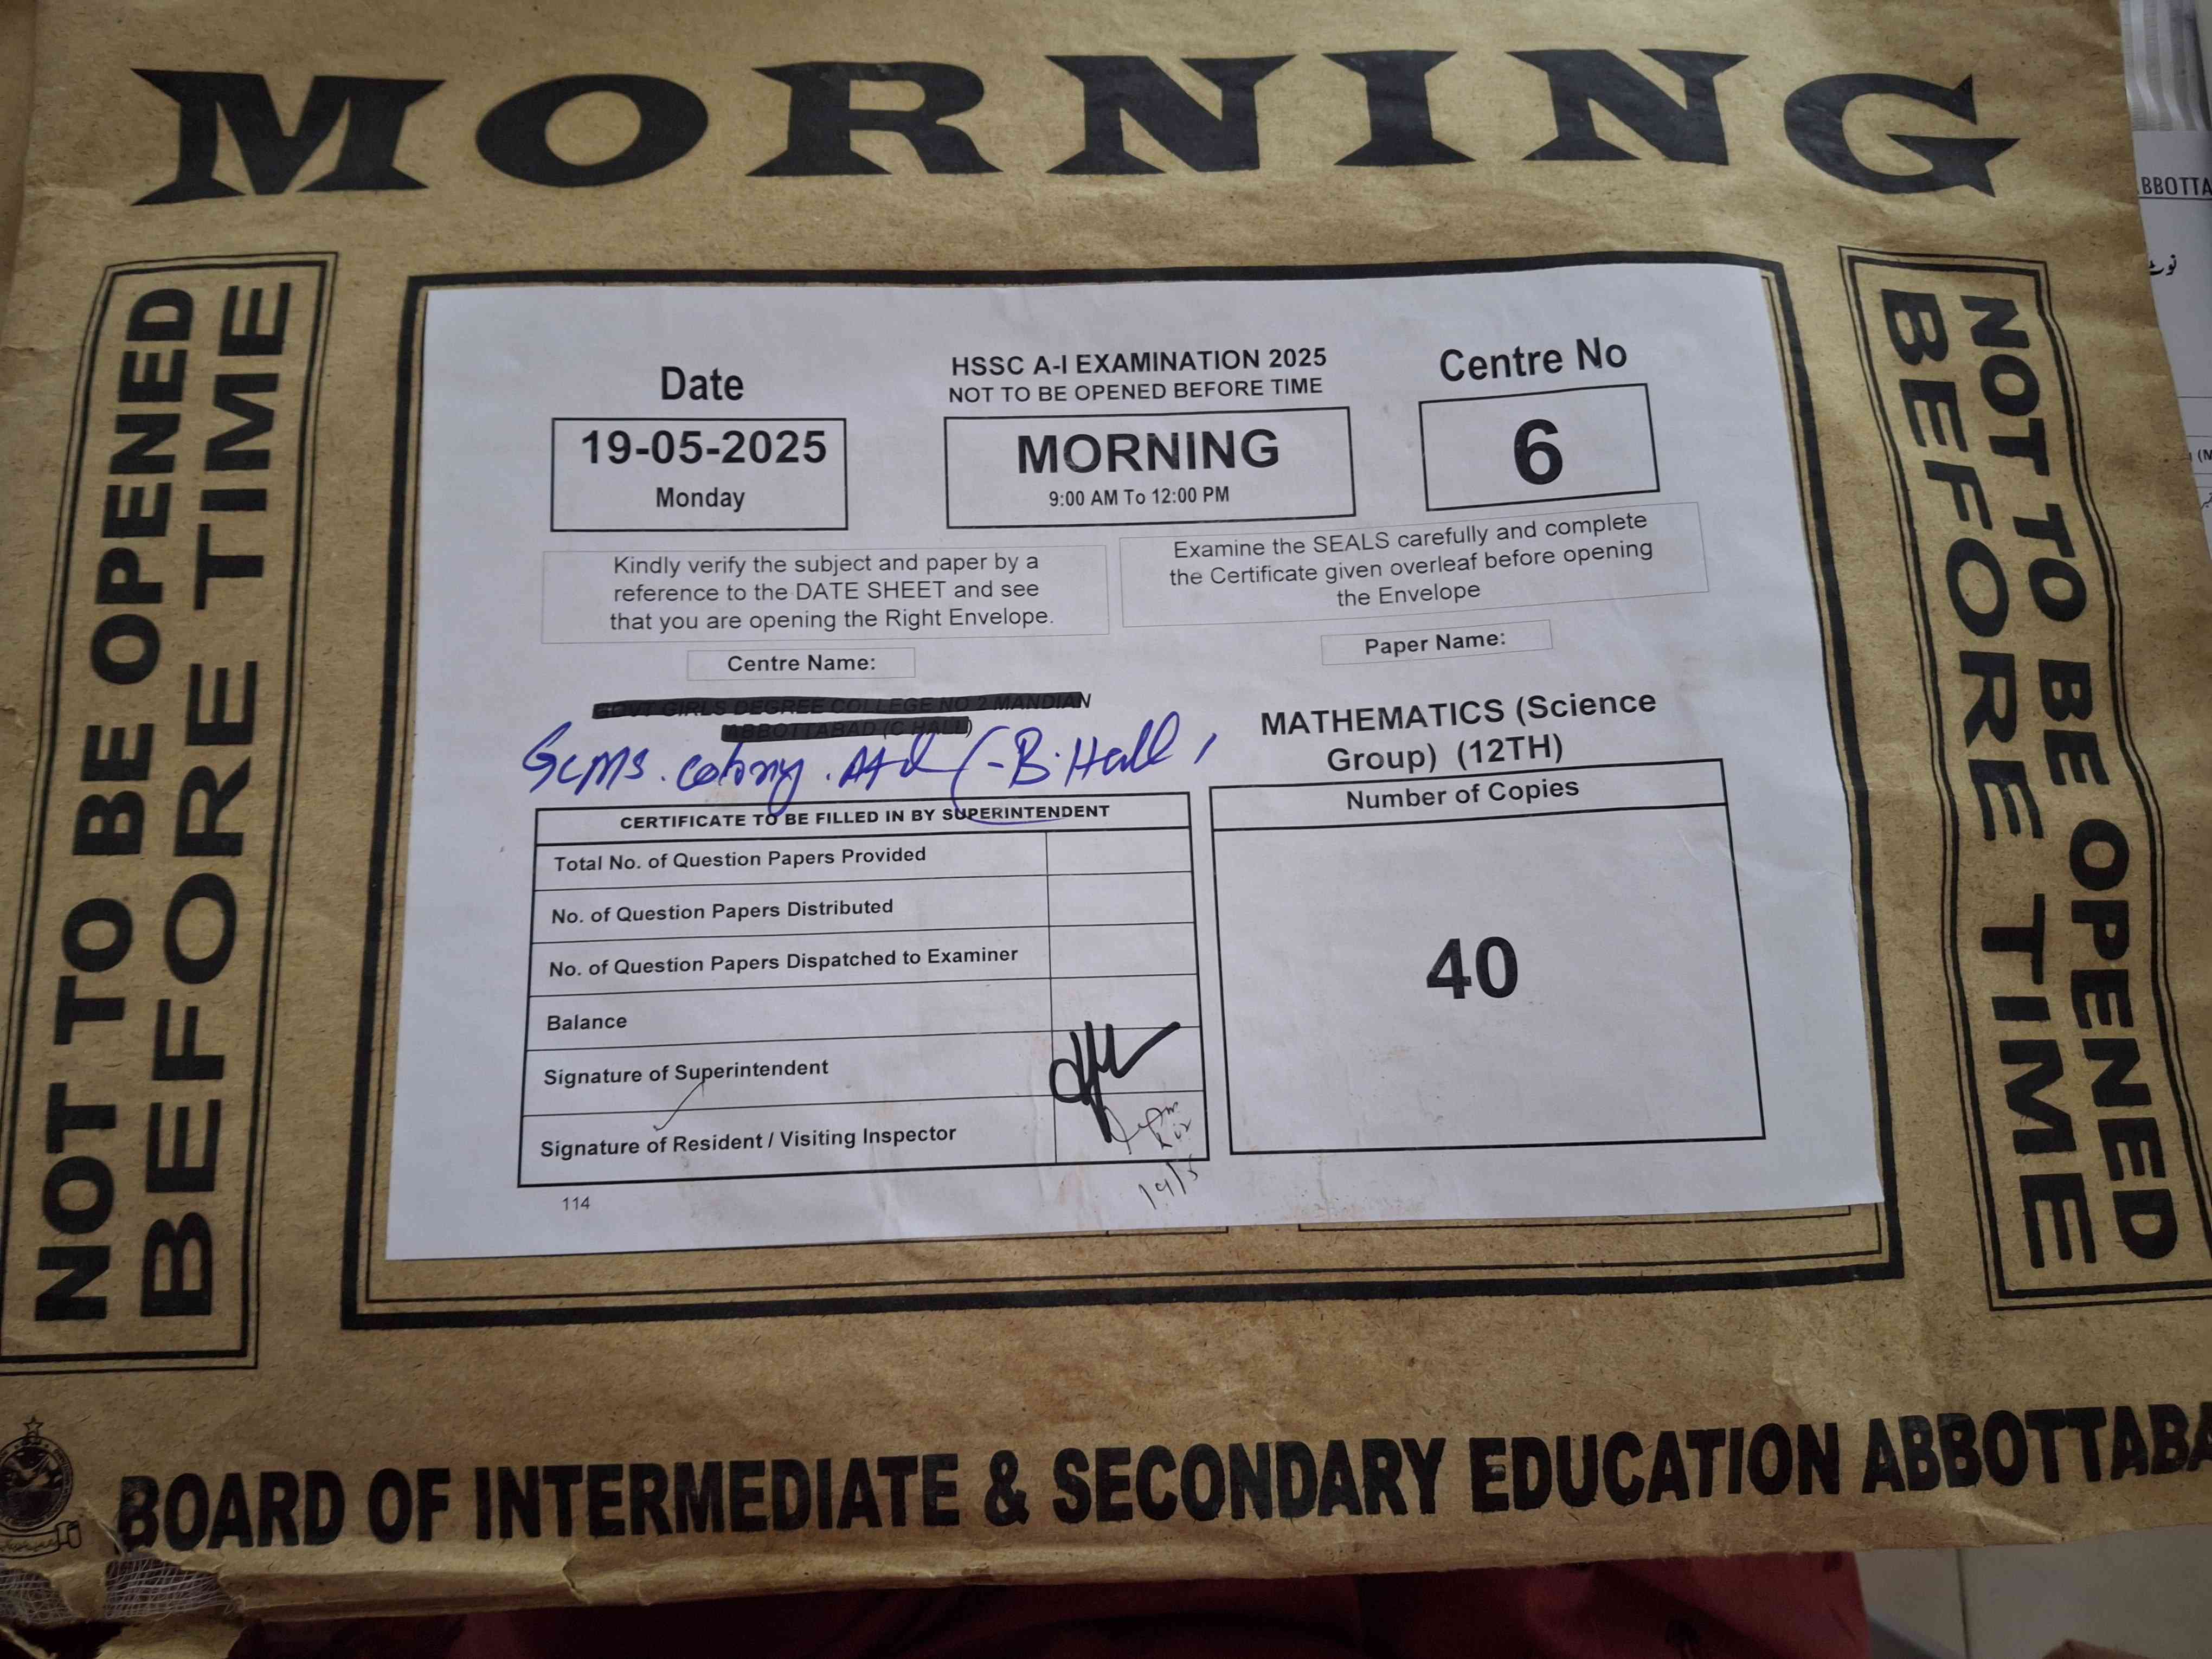 MORNING
NOT TO BE OPENED
BEFORE TIME
Date
19-05-2025
Monday
HSSC A-I EXAMINATION 2025
NOT TO BE OPENED BEFORE TIME
MORNING
9:00 AM To 12:00 PM
Centre No
6
Kindly verify the subject and paper by a
reference to the DATE SHEET and see
that you are opening the Right Envelope.
Examine the SEALS carefully and complete
the Certificate given overleaf before opening
the Envelope
Centre Name:
GOVT GIRLS DEGREE COLLEGE NO 2 MANDIAN
ABBOTTABAD (C HALL)
GCMS. colony. Atd (-B.Hall,
Paper Name:
MATHEMATICS (Science
Group) (12TH)
CERTIFICATE TO BE FILLED IN BY SUPERINTENDENT
Total No. of Question Papers Provided
No. of Question Papers Distributed
No. of Question Papers Dispatched to Examiner
Balance
Signature of Superintendent
Signature of Resident / Visiting Inspector
19/5
114
Number of Copies
40
NOT TO BE OPENED
BEFORE TIME
BOARD OF INTERMEDIATE & SECONDARY EDUCATION ABBOTTABA
BBOTTA
نوٹ